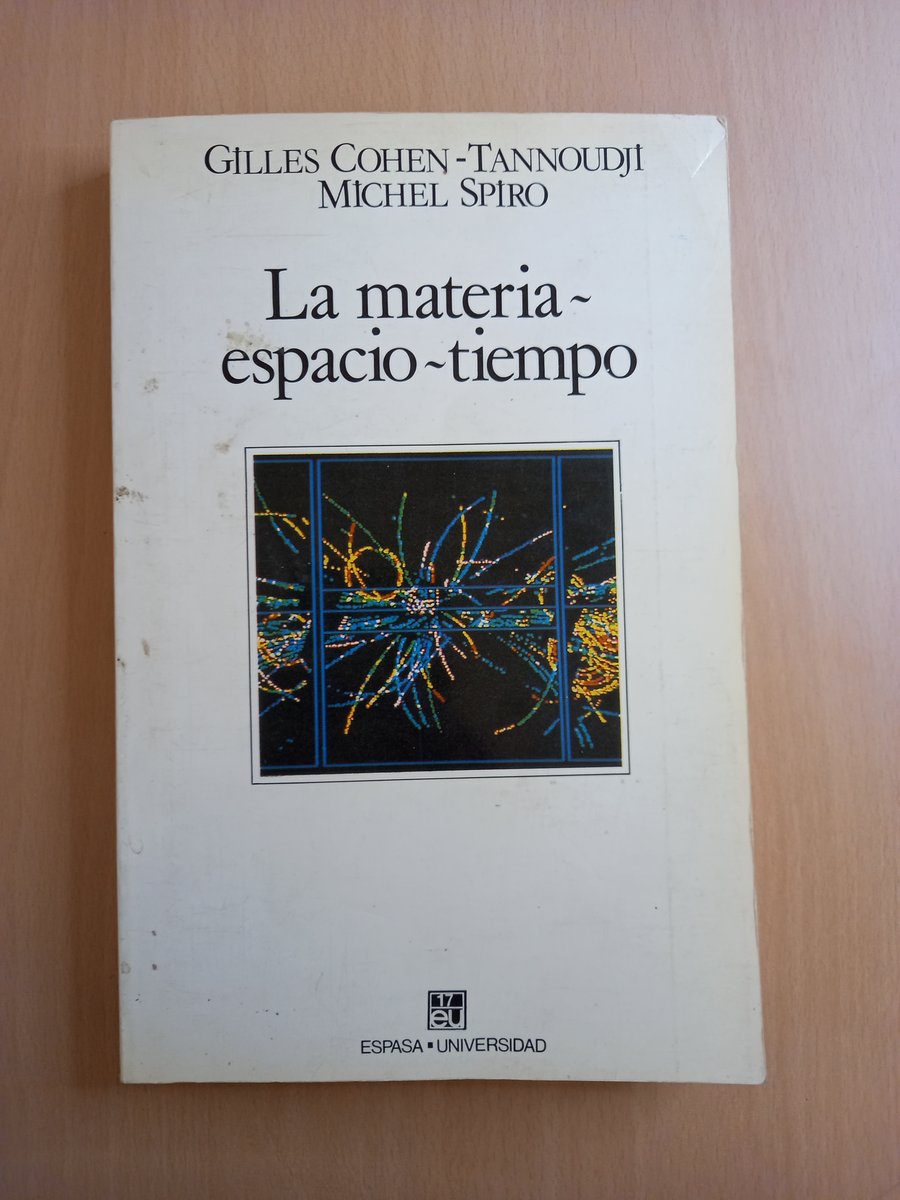 GILLES COHEN-TANNOUDJI
MICHEL SPIRO
La materia~
espacio~tiempo
17
eu
ESPASA▪UNIVERSIDAD